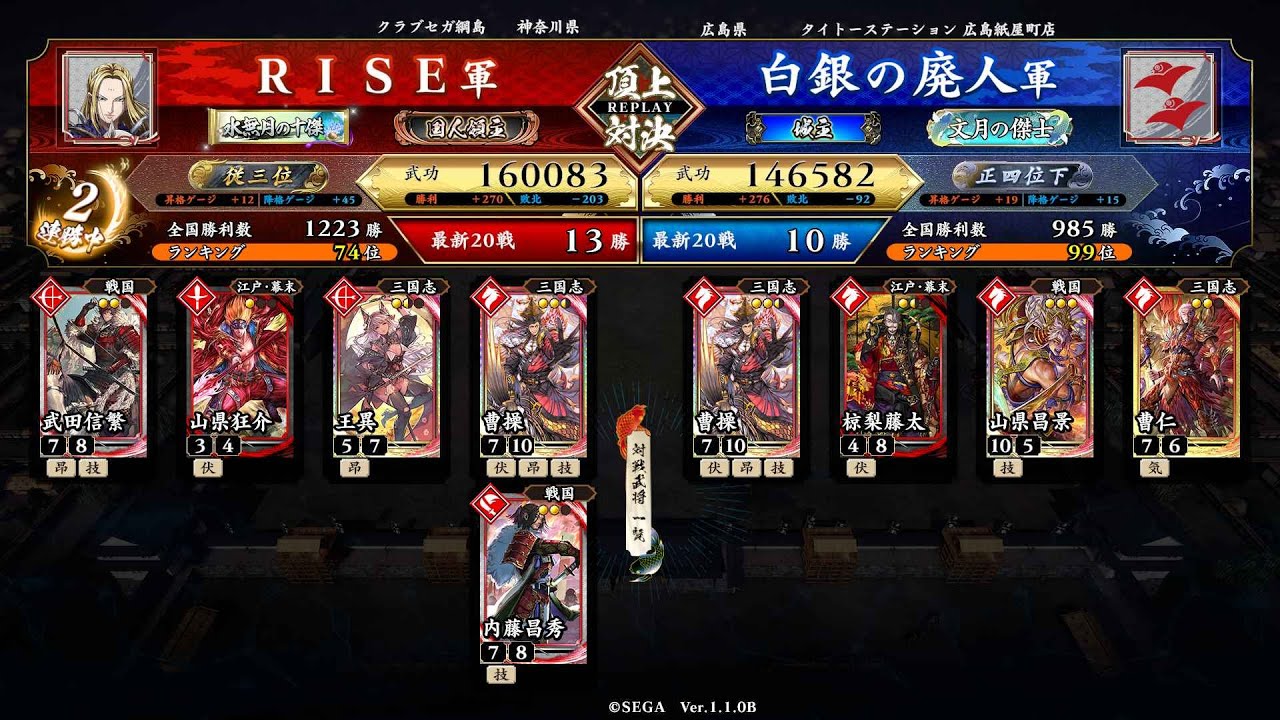 クラブセガ綱島 神奈川県
広島県 タイトーステーション 広島紙屋町店
RISE軍
頂上
REPLAY
対決
白銀の廃人軍
水無月の十傑
国人領主
城主
文月の傑士
従三位
武功 160083
武功 146582
正四位下
昇格ゲージ +12 降格ゲージ +45
勝利 +270 敗北 -203
勝利 +276 敗北 -92
昇格ゲージ +19 降格ゲージ +15
2
連勝中
全国勝利数 1223勝
最新20戦 13勝
最新20戦 10勝
全国勝利数 985勝
ランキング 74位
ランキング 99位
戦国
江戸・幕末
三国志
三国志
三国志
江戸・幕末
戦国
三国志
武田信繁
山県狂介
王異
曹操
曹操
椋梨藤太
山県昌景
曹仁
7 8
3 4
5 7
7 10
7 10
4 8
10 5
7 6
昴 技
伏
昴
伏 昴 技
伏 昴 技
伏
技
気
対戦武将一覧
戦国
内藤昌秀
7 8
技
©SEGA Ver.1.1.0B